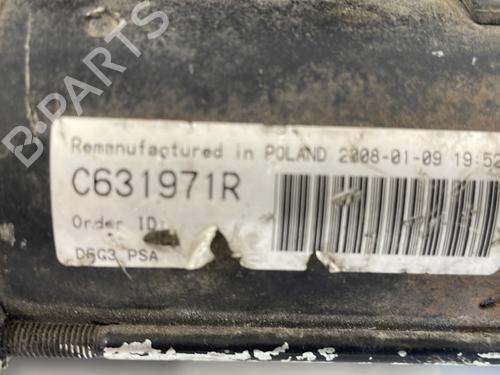 BPARTS
Remanufactured in POLAND 2008-01-09 19:52
C631971R
Order ID:
D6G3 PSA